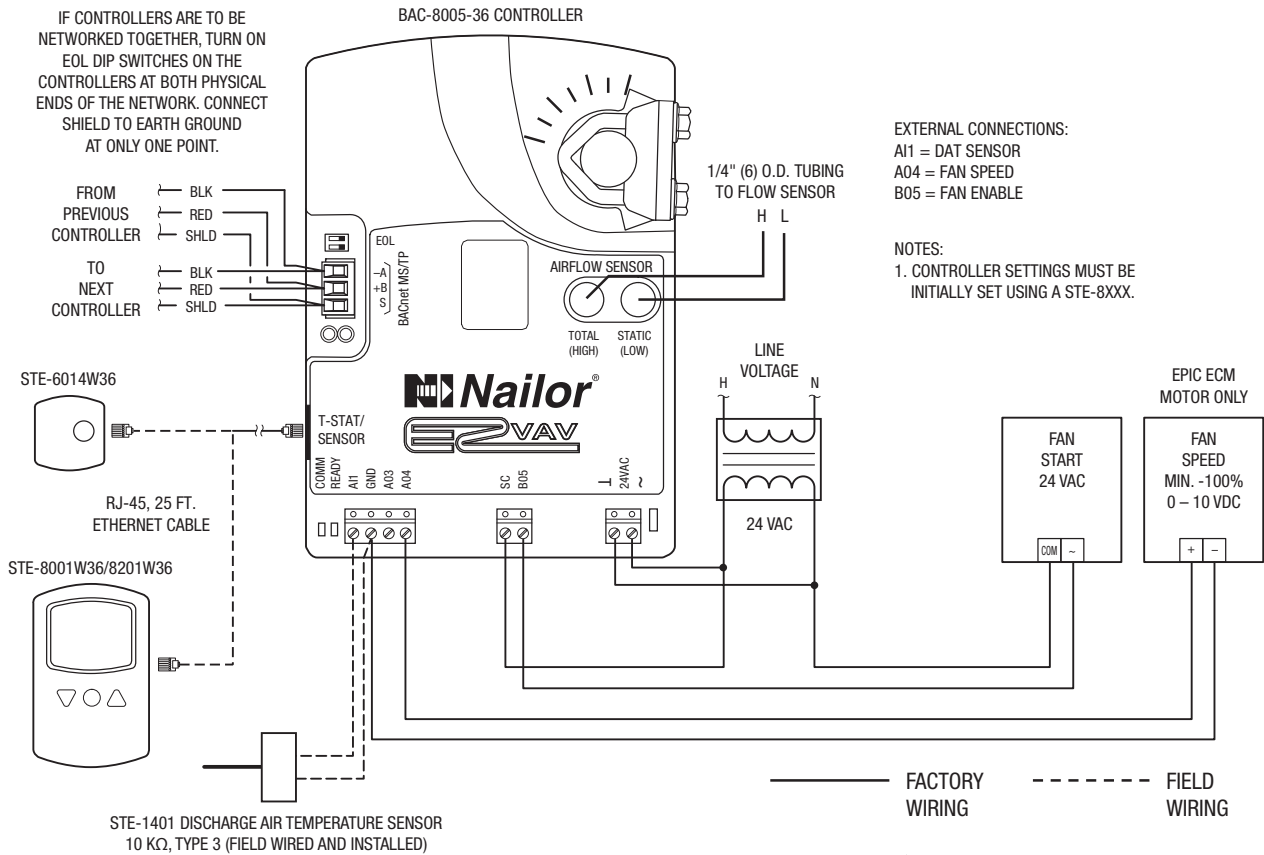 IF CONTROLLERS ARE TO BE
NETWORKED TOGETHER, TURN ON
EOL DIP SWITCHES ON THE
CONTROLLERS AT BOTH PHYSICAL
ENDS OF THE NETWORK. CONNECT
SHIELD TO EARTH GROUND
AT ONLY ONE POINT.
BAC-8005-36 CONTROLLER
EXTERNAL CONNECTIONS:
AI1 = DAT SENSOR
A04 = FAN SPEED
B05 = FAN ENABLE
NOTES:
1. CONTROLLER SETTINGS MUST BE
INITIALLY SET USING A STE-8XXX.
1/4" (6) O.D. TUBING
TO FLOW SENSOR
H L
FROM
PREVIOUS
CONTROLLER
BLK
RED
SHLD
TO
NEXT
CONTROLLER
BLK
RED
SHLD
EOL
–A
+B
S
BACnet MS/TP
AIRFLOW SENSOR
TOTAL
(HIGH)
STATIC
(LOW)
Nailor®
EZ VAV
STE-6014W36
T-STAT/
SENSOR
COMM
READY
AI1
GND
A03
A04
SC
B05
24VAC
~
RJ-45, 25 FT.
ETHERNET CABLE
STE-8001W36/8201W36
LINE
VOLTAGE
H N
24 VAC
FAN
START
24 VAC
COM ~
EPIC ECM
MOTOR ONLY
FAN
SPEED
MIN. -100%
0 – 10 VDC
+ –
STE-1401 DISCHARGE AIR TEMPERATURE SENSOR
10 KΩ, TYPE 3 (FIELD WIRED AND INSTALLED)
FACTORY
WIRING
FIELD
WIRING